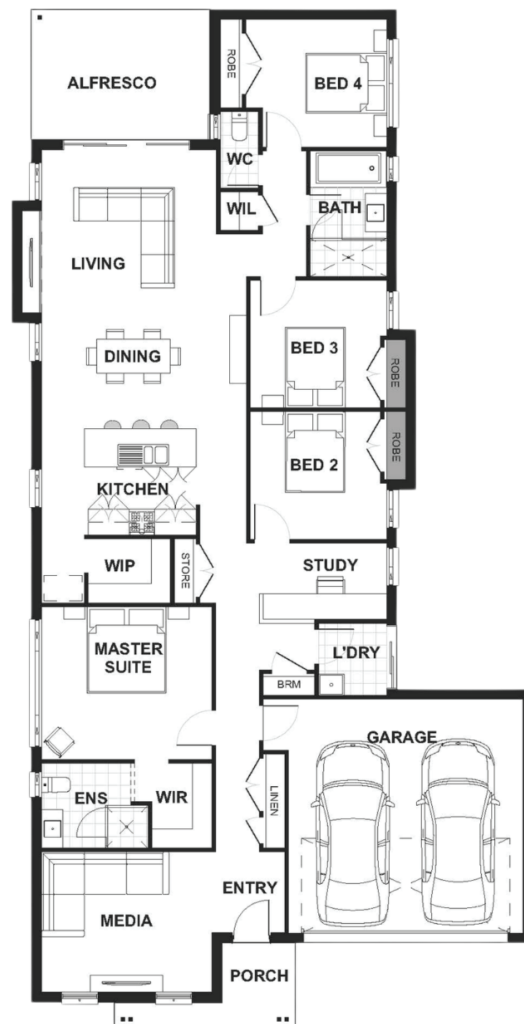 ROBE
BED 4
ALFRESCO
WC
WIL
BATH
LIVING
DINING
BED 3
ROBE
BED 2
ROBE
KITCHEN
WIP
STORE
STUDY
MASTER
SUITE
L'DRY
BRM
GARAGE
ENS
WIR
LINEN
ENTRY
MEDIA
PORCH